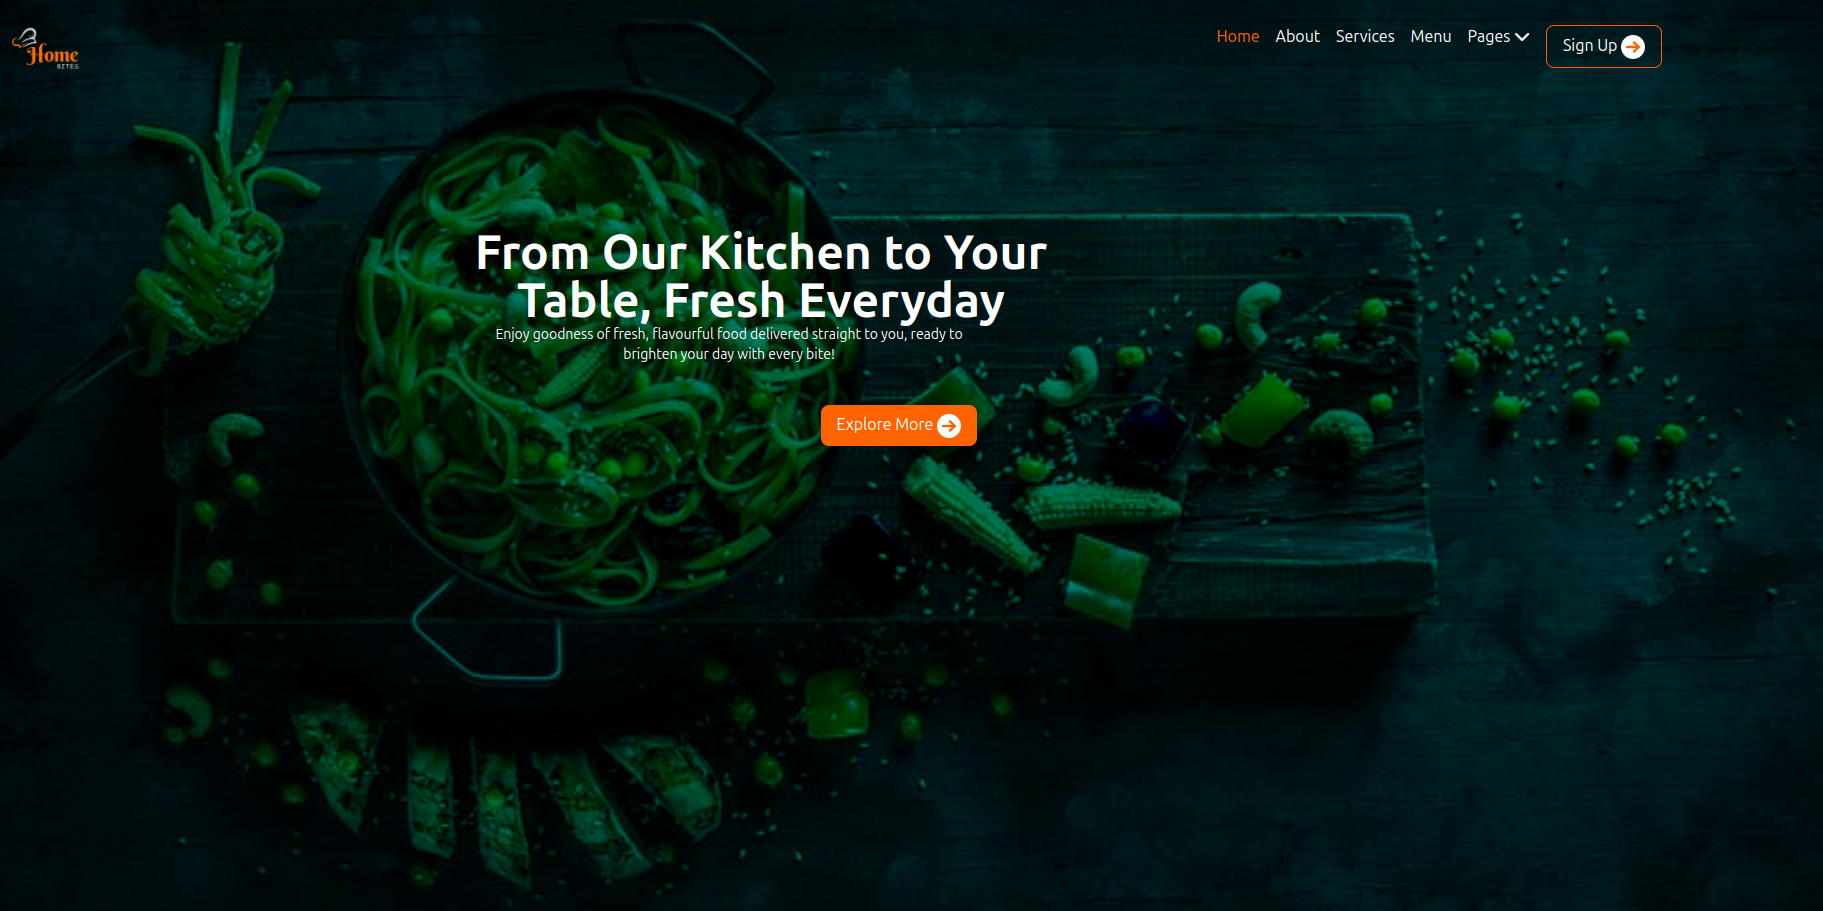 Home
BITES
Home About Services Menu Pages
Sign Up
From Our Kitchen to Your
Table, Fresh Everyday
Enjoy goodness of fresh, flavourful food delivered straight to you, ready to
brighten your day with every bite!
Explore More